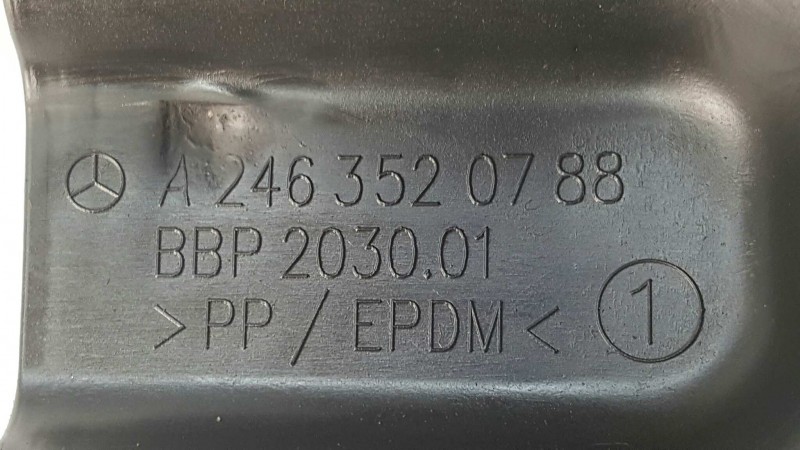 A 246 352 07 88
BBP 2030.01
>PP / EPDM<
1